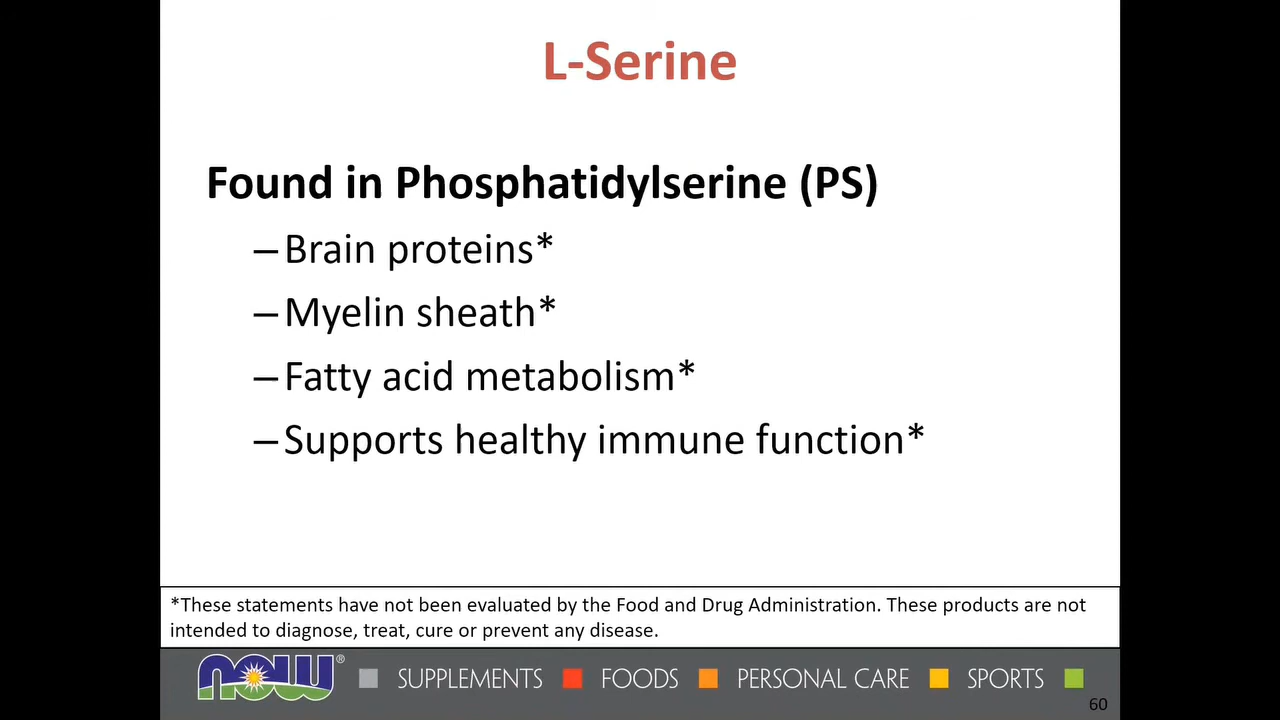 L-Serine
Found in Phosphatidylserine (PS)
–Brain proteins*
–Myelin sheath*
–Fatty acid metabolism*
–Supports healthy immune function*
*These statements have not been evaluated by the Food and Drug Administration. These products are not
intended to diagnose, treat, cure or prevent any disease.
now® SUPPLEMENTS FOODS PERSONAL CARE SPORTS
60